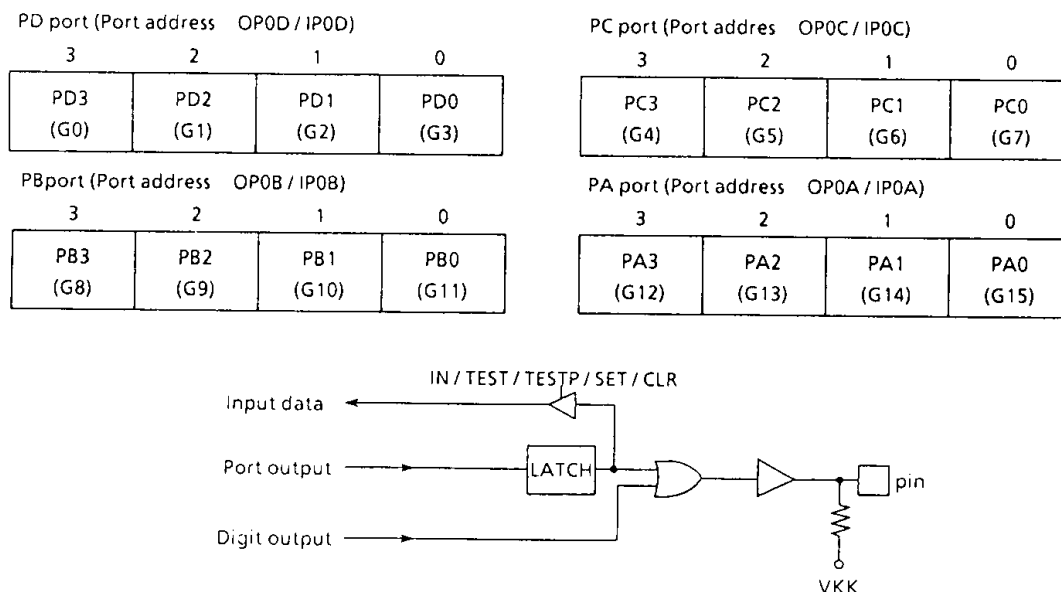 PD port (Port address OP0D / IP0D)
3 2 1 0
PD3 PD2 PD1 PD0
(G0) (G1) (G2) (G3)
PC port (Port addres OP0C / IP0C)
3 2 1 0
PC3 PC2 PC1 PC0
(G4) (G5) (G6) (G7)
PBport (Port address OP0B / IP0B)
3 2 1 0
PB3 PB2 PB1 PB0
(G8) (G9) (G10) (G11)
PA port (Port address OP0A / IP0A)
3 2 1 0
PA3 PA2 PA1 PA0
(G12) (G13) (G14) (G15)
IN / TEST / TESTP / SET / CLR
Input data
Port output
LATCH
pin
Digit output
VKK